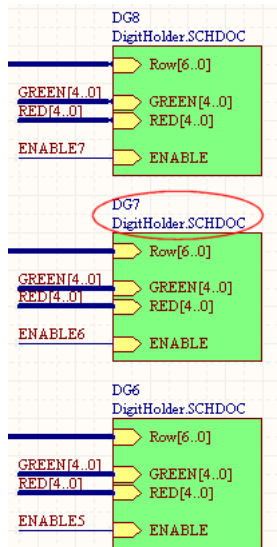 DG8
DigitHolder.SCHDOC
Row[6..0]
GREEN[4..0] GREEN[4..0]
RED[4..0] RED[4..0]
ENABLE7 ENABLE
DG7
DigitHolder.SCHDOC
Row[6..0]
GREEN[4..0] GREEN[4..0]
RED[4..0] RED[4..0]
ENABLE6 ENABLE
DG6
DigitHolder.SCHDOC
Row[6..0]
GREEN[4..0] GREEN[4..0]
RED[4..0] RED[4..0]
ENABLE5 ENABLE